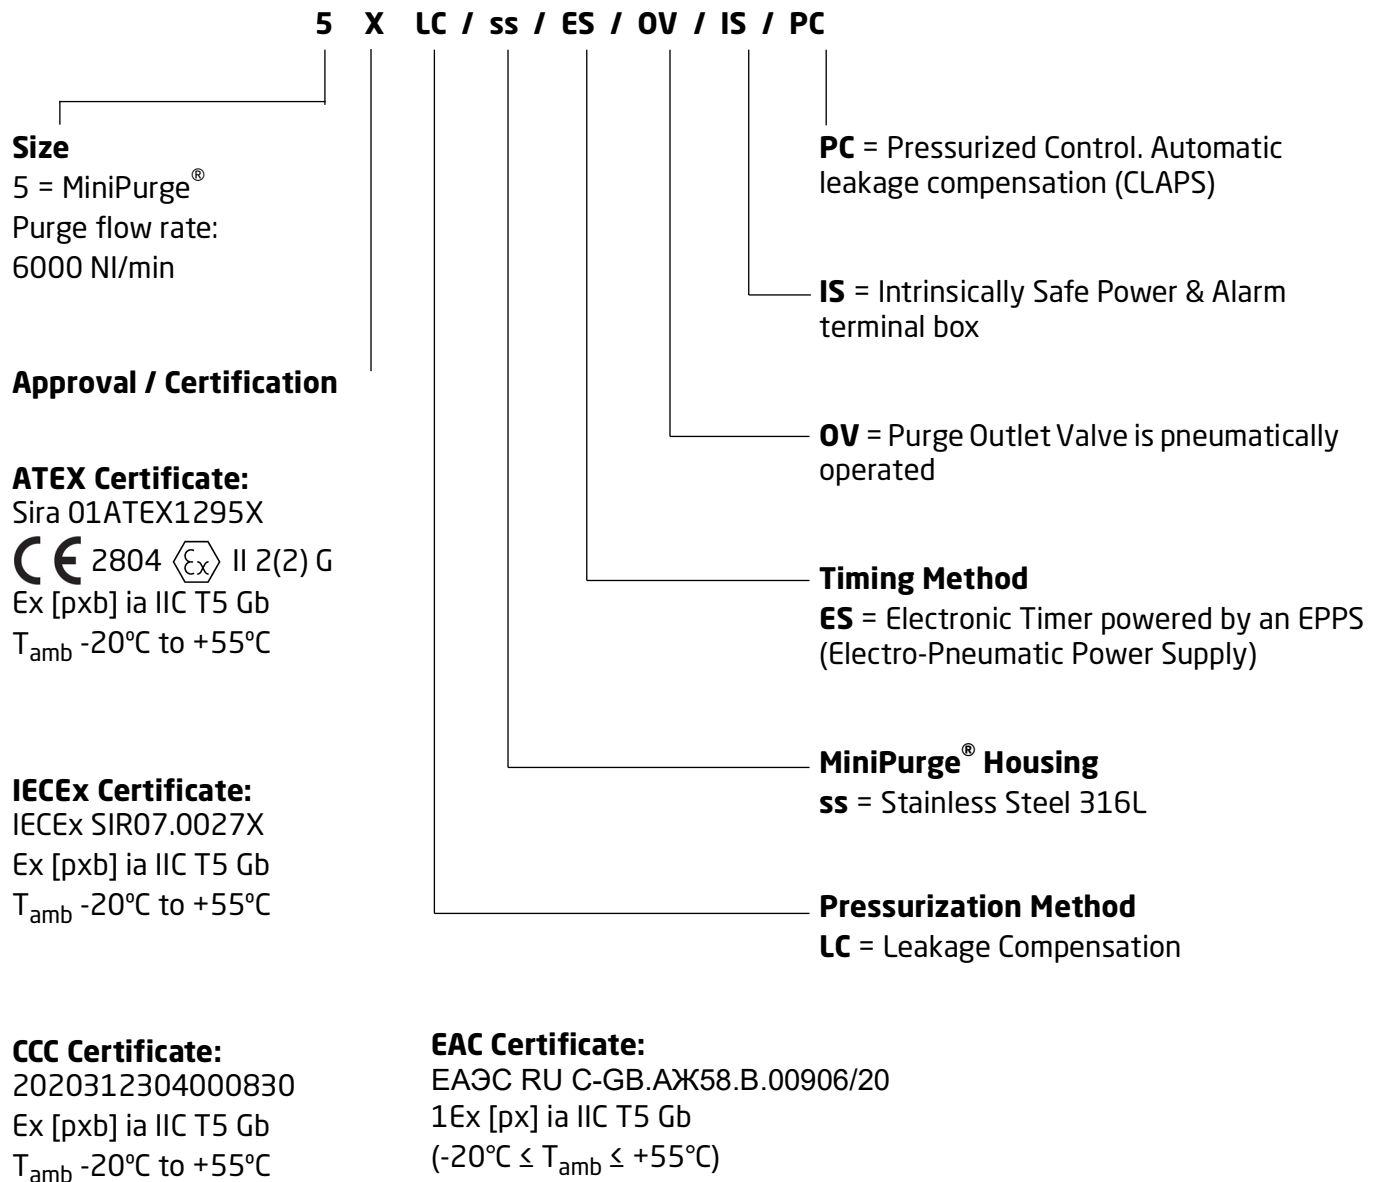 5 X LC / ss / ES / OV / IS / PC
Size
5 = MiniPurge®
Purge flow rate:
6000 Nl/min
Approval / Certification
ATEX Certificate:
Sira 01ATEX1295X
CE 2804 Ex II 2(2) G
Ex [pxb] ia IIC T5 Gb
Tamb -20ºC to +55ºC
IECEx Certificate:
IECEx SIR07.0027X
Ex [pxb] ia IIC T5 Gb
Tamb -20ºC to +55ºC
CCC Certificate:
2020312304000830
Ex [pxb] ia IIC T5 Gb
Tamb -20ºC to +55ºC
EAC Certificate:
ЕАЭС RU C-GB.АЖ58.В.00906/20
1Ex [px] ia IIC T5 Gb
(-20°C ≤ Tamb ≤ +55°C)
PC = Pressurized Control. Automatic
leakage compensation (CLAPS)
IS = Intrinsically Safe Power & Alarm
terminal box
OV = Purge Outlet Valve is pneumatically
operated
Timing Method
ES = Electronic Timer powered by an EPPS
(Electro-Pneumatic Power Supply)
MiniPurge® Housing
ss = Stainless Steel 316L
Pressurization Method
LC = Leakage Compensation